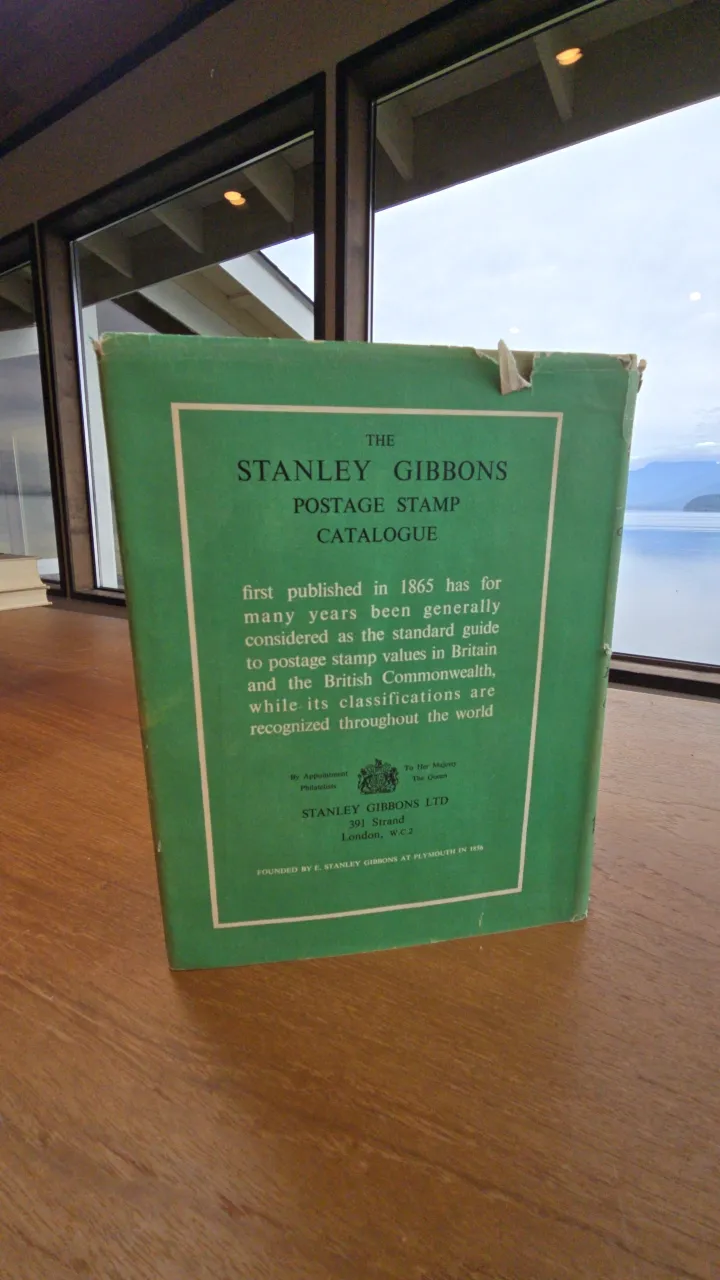 THE
STANLEY GIBBONS
POSTAGE STAMP
CATALOGUE
first published in 1865 has for
many years been generally
considered as the standard guide
to postage stamp values in Britain
and the British Commonwealth,
while its classifications are
recognized throughout the world
By Appointment To Her Majesty
Philatelists The Queen
STANLEY GIBBONS LTD
391 Strand
London, W.C.2
FOUNDED BY E. STANLEY GIBBONS AT PLYMOUTH IN 1856